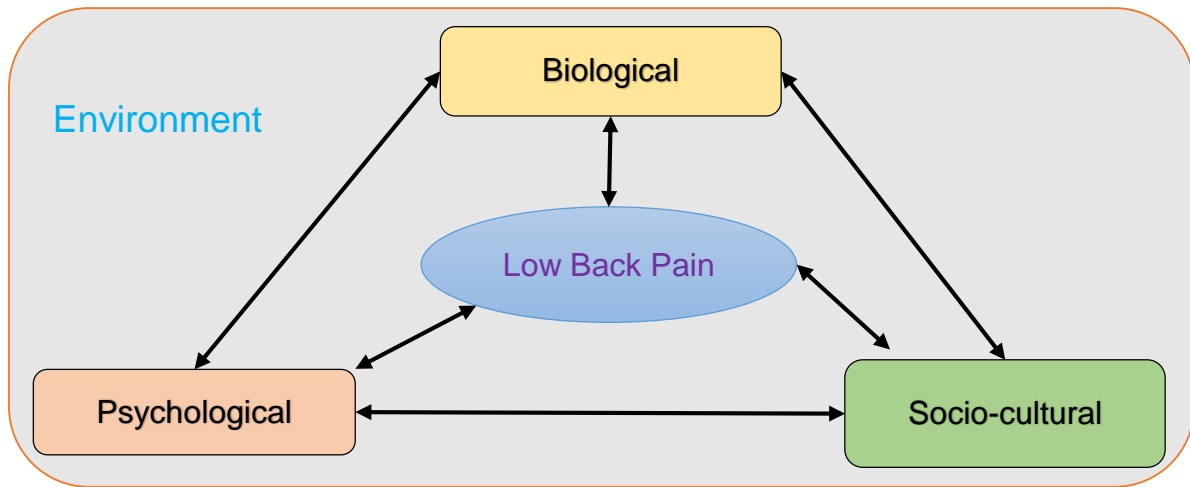 Biological
Environment
Low Back Pain
Psychological
Socio-cultural